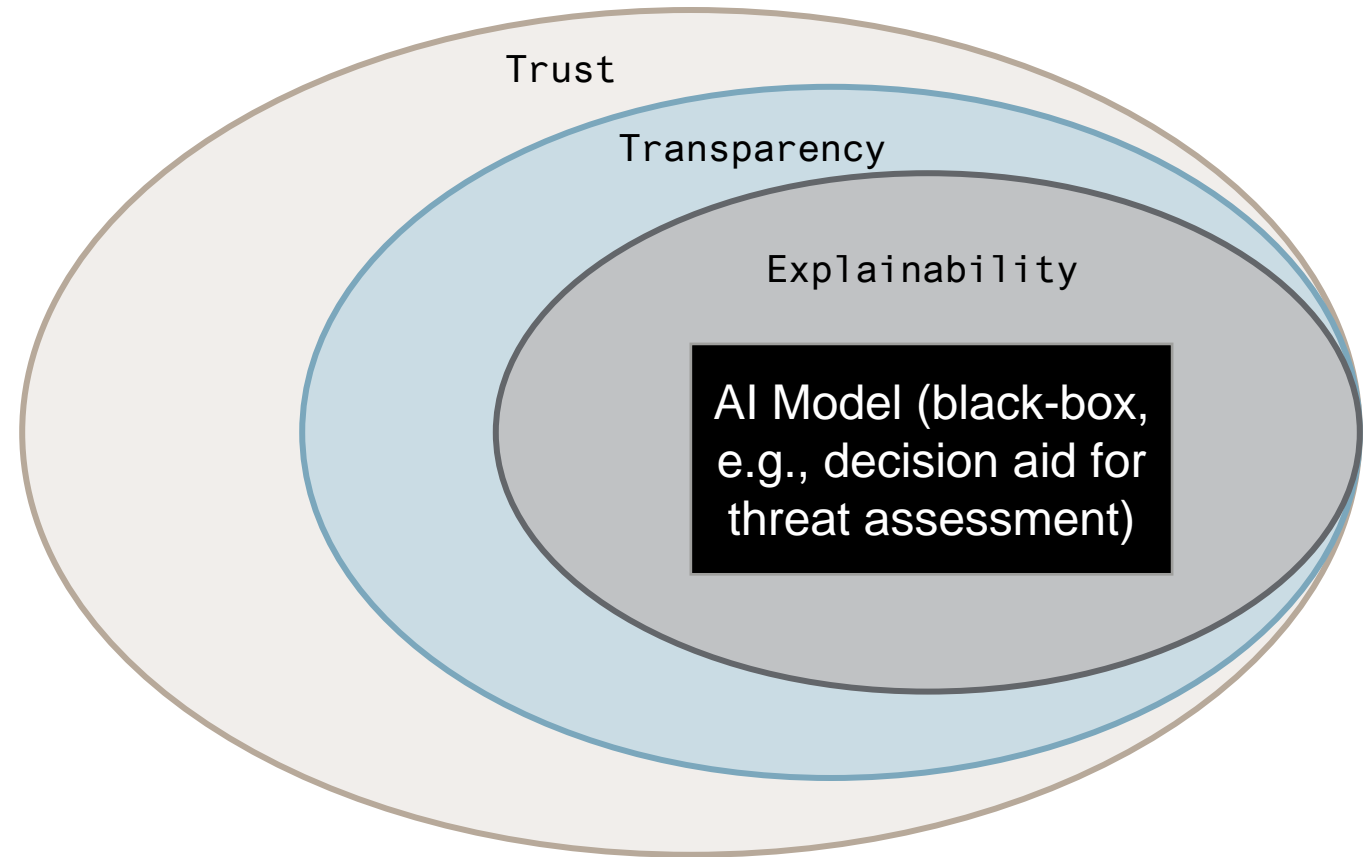 Trust
Transparency
Explainability
AI Model (black-box,
e.g., decision aid for
threat assessment)